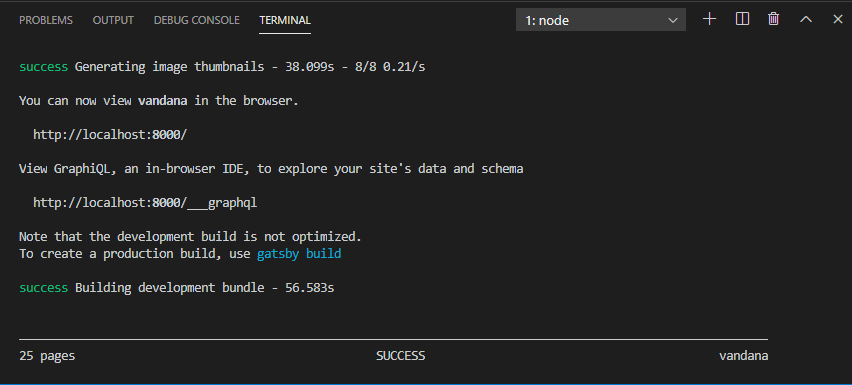 PROBLEMS OUTPUT DEBUG CONSOLE TERMINAL 1: node
success Generating image thumbnails - 38.099s - 8/8 0.21/s
You can now view vandana in the browser.
http://localhost:8000/
View GraphiQL, an in-browser IDE, to explore your site's data and schema
http://localhost:8000/___graphql
Note that the development build is not optimized.
To create a production build, use gatsby build
success Building development bundle - 56.583s
25 pages SUCCESS vandana